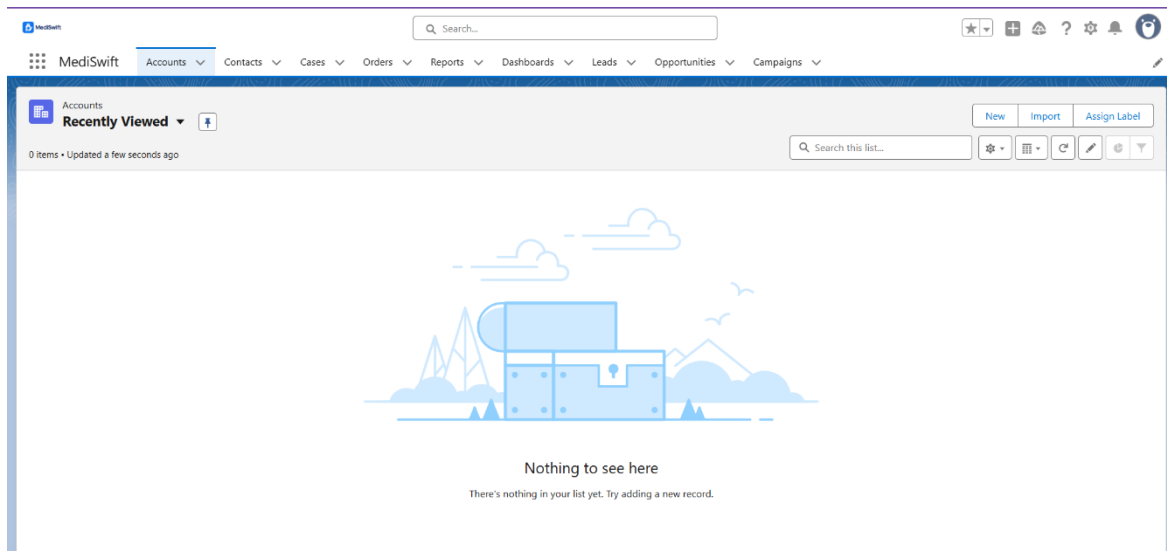 MediSwift
Search...
MediSwift Accounts Contacts Cases Orders Reports Dashboards Leads Opportunities Campaigns
Accounts
Recently Viewed
New Import Assign Label
0 items • Updated a few seconds ago
Search this list...
Nothing to see here
There's nothing in your list yet. Try adding a new record.